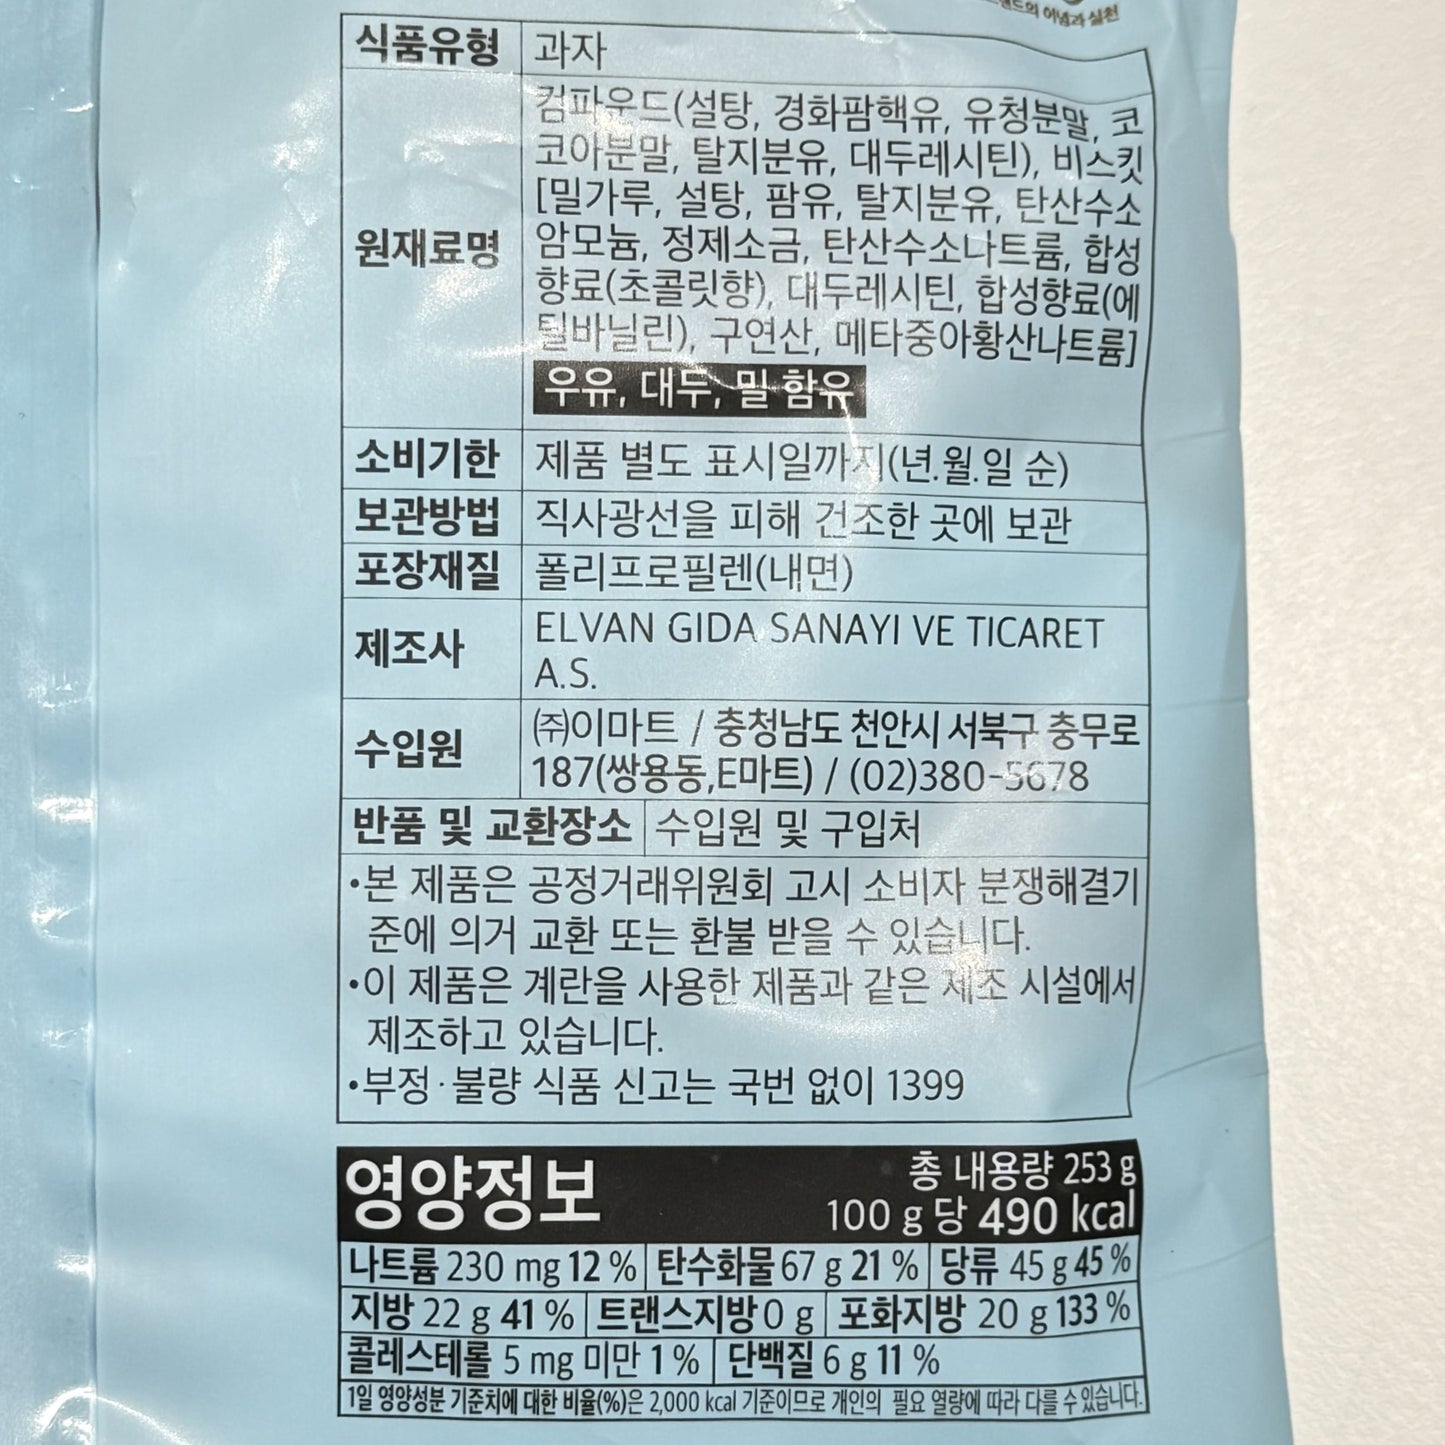 브랜드의 이념과 실천
식품유형 과자
원재료명
컴파우드(설탕, 경화팜핵유, 유청분말, 코
코아분말, 탈지분유, 대두레시틴), 비스킷
[밀가루, 설탕, 팜유, 탈지분유, 탄산수소
암모늄, 정제소금, 탄산수소나트륨, 합성
향료(초콜릿향), 대두레시틴, 합성향료(에
틸바닐린), 구연산, 메타중아황산나트륨]
우유, 대두, 밀 함유
소비기한 제품 별도 표시일까지(년.월.일 순)
보관방법 직사광선을 피해 건조한 곳에 보관
포장재질 폴리프로필렌(내면)
제조사
ELVAN GIDA SANAYI VE TICARET
A.S.
수입원
㈜이마트 / 충청남도 천안시 서북구 충무로
187(쌍용동,E마트) / (02)380-5678
반품 및 교환장소 수입원 및 구입처
•본 제품은 공정거래위원회 고시 소비자 분쟁해결기
준에 의거 교환 또는 환불 받을 수 있습니다.
•이 제품은 계란을 사용한 제품과 같은 제조 시설에서
제조하고 있습니다.
•부정·불량 식품 신고는 국번 없이 1399
영양정보
총 내용량 253 g
100 g 당 490 kcal
나트륨 230 mg 12 % 탄수화물 67 g 21 % 당류 45 g 45 %
지방 22 g 41 % 트랜스지방 0 g 포화지방 20 g 133 %
콜레스테롤 5 mg 미만 1 % 단백질 6 g 11 %
1일 영양성분 기준치에 대한 비율(%)은 2,000 kcal 기준이므로 개인의 필요 열량에 따라 다를 수 있습니다.